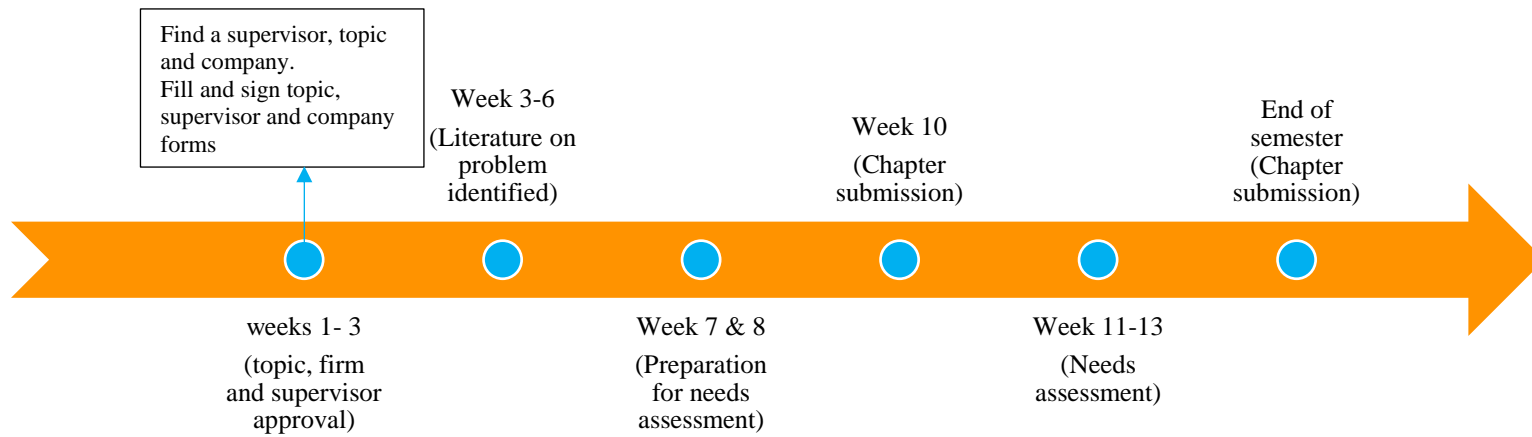 Find a supervisor, topic
and company.
Fill and sign topic,
supervisor and company
forms
weeks 1- 3
(topic, firm
and supervisor
approval)
Week 3-6
(Literature on
problem
identified)
Week 7 & 8
(Preparation
for needs
assessment)
Week 10
(Chapter
submission)
Week 11-13
(Needs
assessment)
End of
semester
(Chapter
submission)